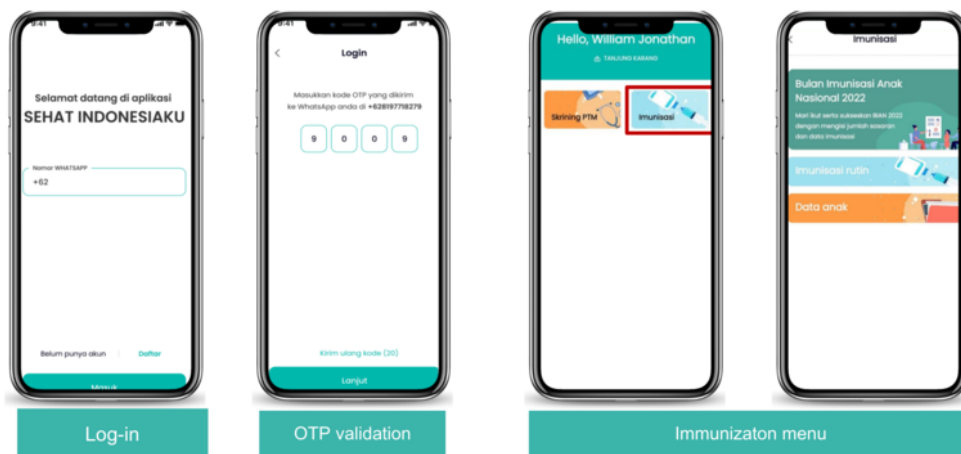 9:41
Selamat datang di aplikasi
SEHAT INDONESIAKU
Nomor WHATSAPP
+62
Belum punya akun
Daftar
Masuk
Log-in
9:41
Login
Masukkan kode OTP yang dikirim
ke WhatsApp anda di +628197718279
9 0 0 9
Kirim ulang kode (20)
Lanjut
OTP validation
Hello, William Jonathan
TANJUNG KARANG
Skrining PTM
Imunisasi
Imunisasi
Bulan Imunisasi Anak
Nasional 2022
Mari ikut serta sukseskan BIAN 2022
dengan mengisi jumlah sasaran
dan data imunisasi
Imunisasi rutin
Data anak
Immunizaton menu